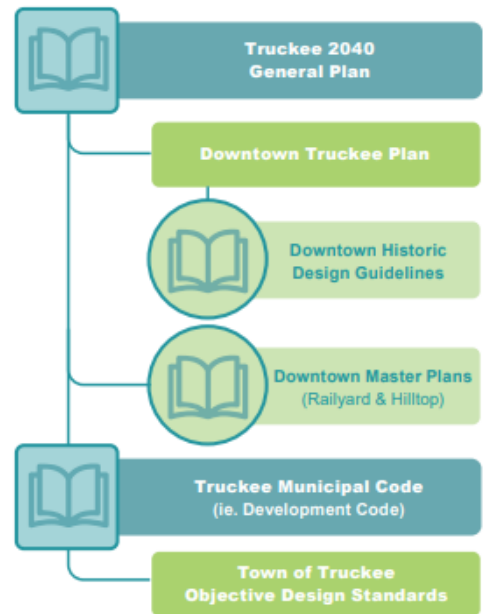 Truckee 2040
General Plan
Downtown Truckee Plan
Downtown Historic
Design Guidelines
Downtown Master Plans
(Railyard & Hilltop)
Truckee Municipal Code
(ie. Development Code)
Town of Truckee
Objective Design Standards